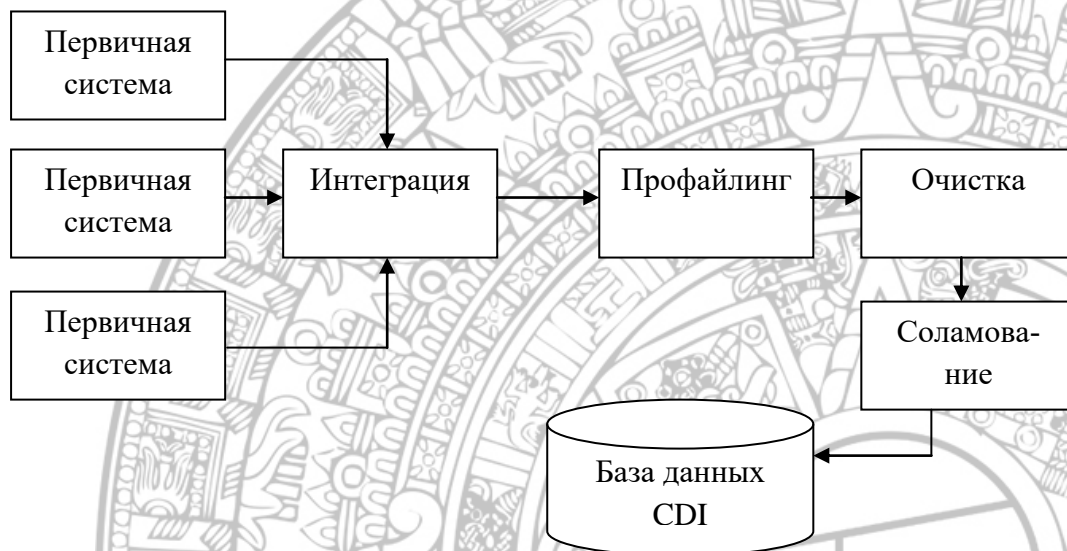 Первичная
система
Первичная
система
Интеграция
Профайлинг
Очистка
Первичная
система
Соламова-
ние
База данных
CDI